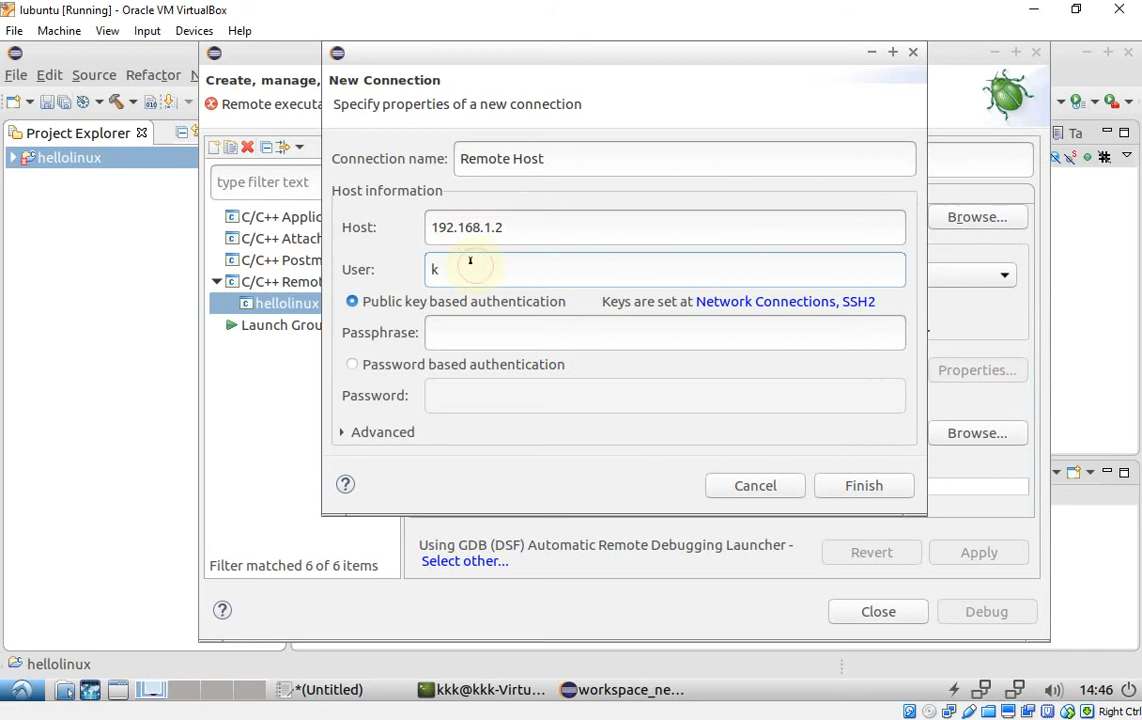 lubuntu [Running] - Oracle VM VirtualBox
File Machine View Input Devices Help
File Edit Source Refactor N
Project Explorer
hellolinux
Create, manage,
Remote executa
type filter text
C/C++ Applic
C/C++ Attach
C/C++ Postm
C/C++ Remot
hellolinux
Launch Grou
Filter matched 6 of 6 items
New Connection
Specify properties of a new connection
Connection name: Remote Host
Host information
Host: 192.168.1.2
User: k
Public key based authentication Keys are set at Network Connections, SSH2
Passphrase:
Password based authentication
Password:
Advanced
Cancel Finish
Browse...
Properties...
Browse...
Ta
Using GDB (DSF) Automatic Remote Debugging Launcher -
Select other...
Revert Apply
Close Debug
hellolinux
*(Untitled) kkk@kkk-Virtu... workspace_ne... 14:46
Right Ctrl